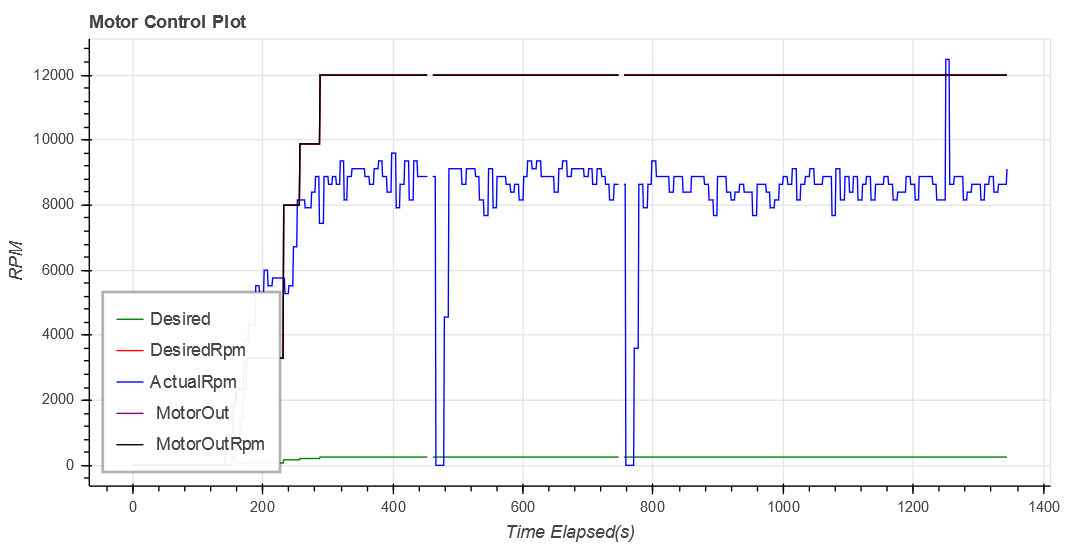 Motor Control Plot
12000
10000
8000
6000
4000
2000
0
RPM
Desired
DesiredRpm
ActualRpm
MotorOut
MotorOutRpm
0 200 400 600 800 1000 1200 1400
Time Elapsed(s)